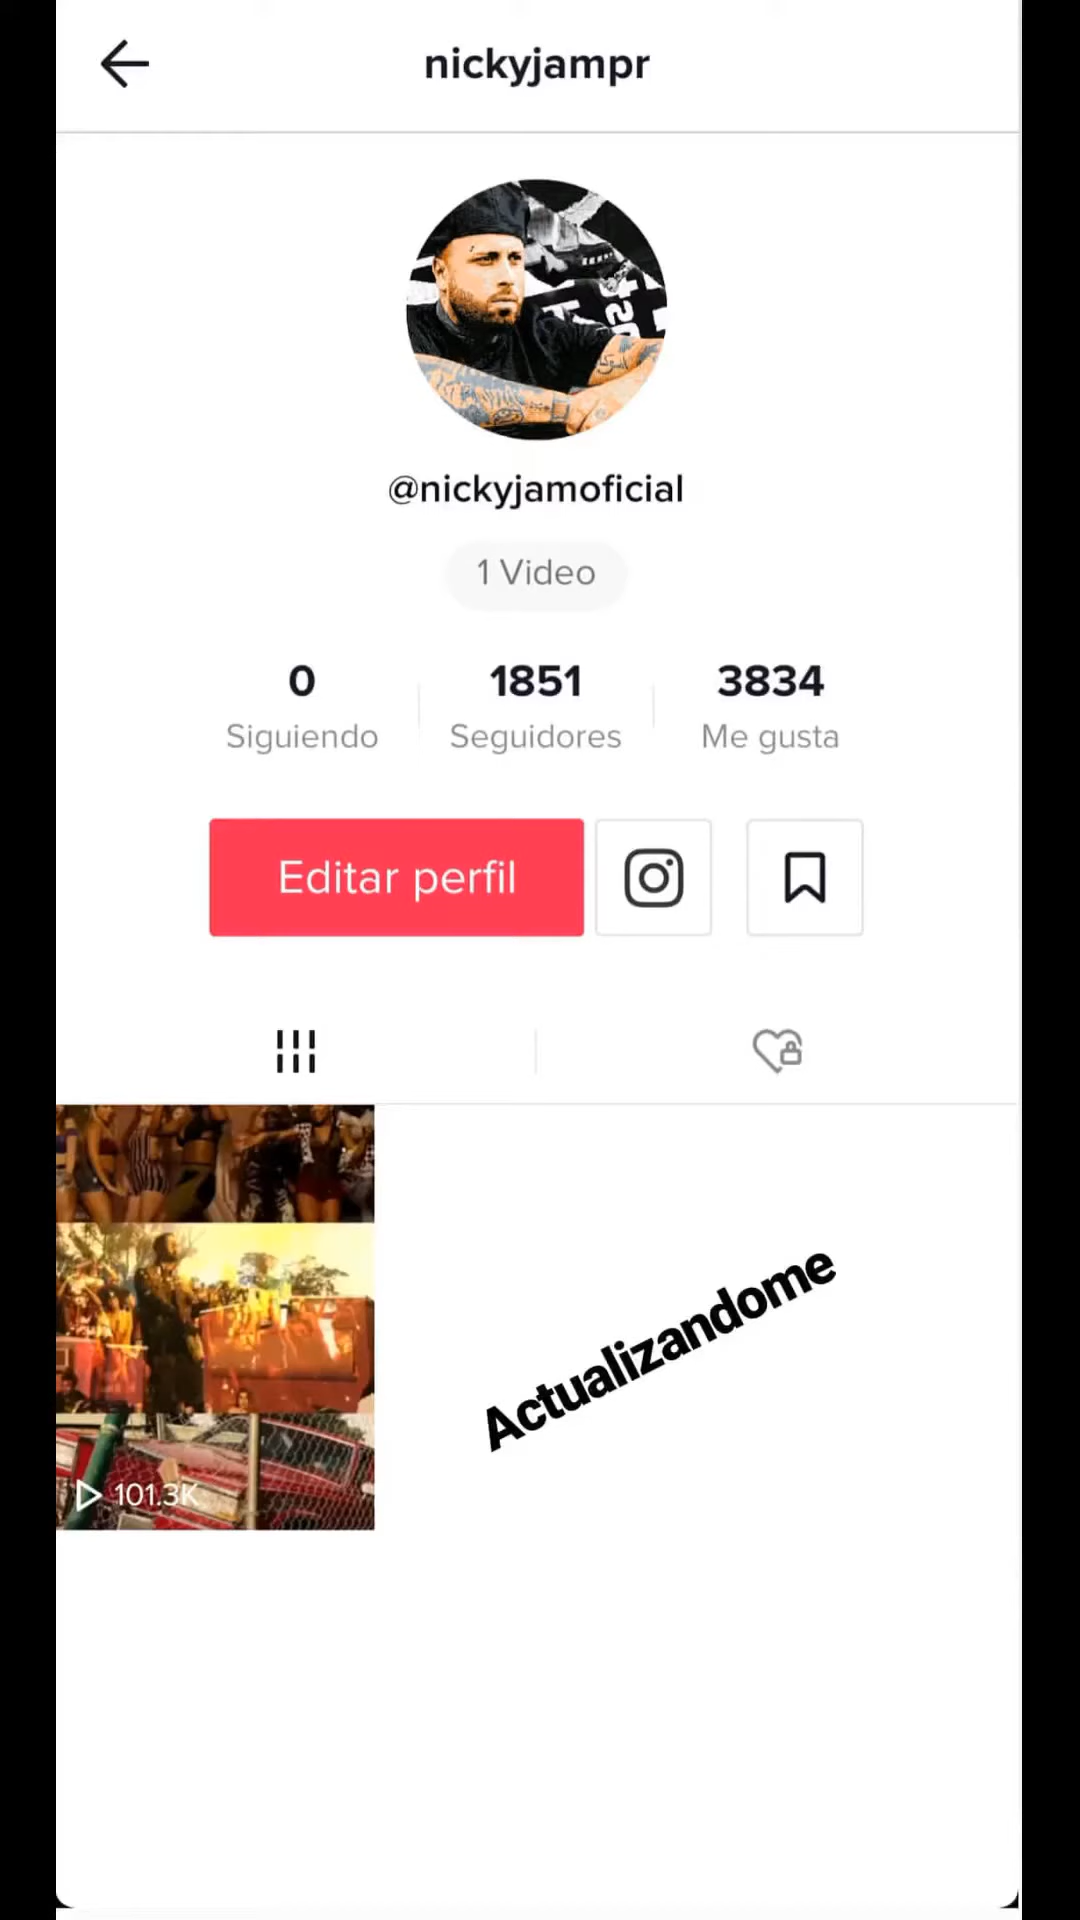 nickyjampr
@nickyjamoficial
1 Video
0 1851 3834
Siguiendo Seguidores Me gusta
Editar perfil
Actualizandome
101.3K